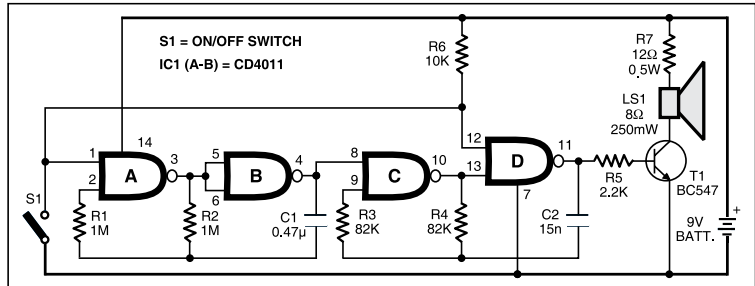 S1 = ON/OFF SWITCH
IC1 (A-B) = CD4011
R6
10K
R7
12Ω
0.5W
LS1
8Ω
250mW
14
1
2
A
3
5
6
B
4
8
9
C
10
12
13
D
11
7
R5
2.2K
T1
BC547
S1
R1
1M
R2
1M
C1
0.47µ
R3
82K
R4
82K
C2
15n
+
9V
BATT.